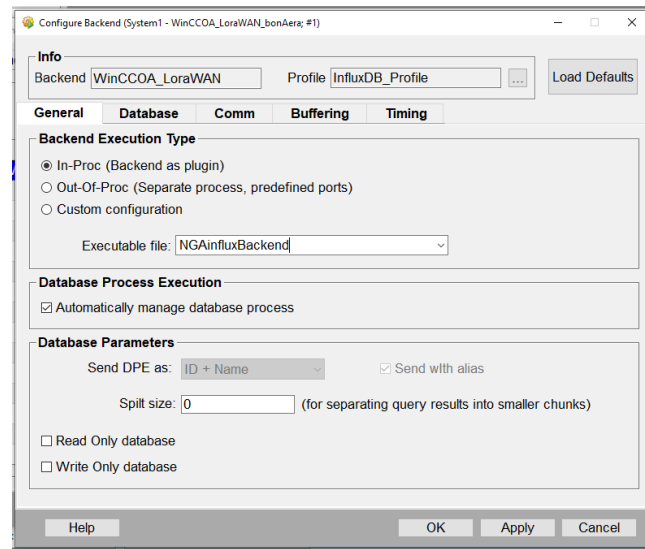 Configure Backend (System1 - WinCCOA_LoraWAN_bonAera; #1)
Info
Backend WinCCOA_LoraWAN Profile InfluxDB_Profile ... Load Defaults
General Database Comm Buffering Timing
Backend Execution Type
In-Proc (Backend as plugin)
Out-Of-Proc (Separate process, predefined ports)
Custom configuration
Executable file: NGAinfluxBackend
Database Process Execution
Automatically manage database process
Database Parameters
Send DPE as: ID + Name Send with alias
Spilt size: 0 (for separating query results into smaller chunks)
Read Only database
Write Only database
Help OK Apply Cancel